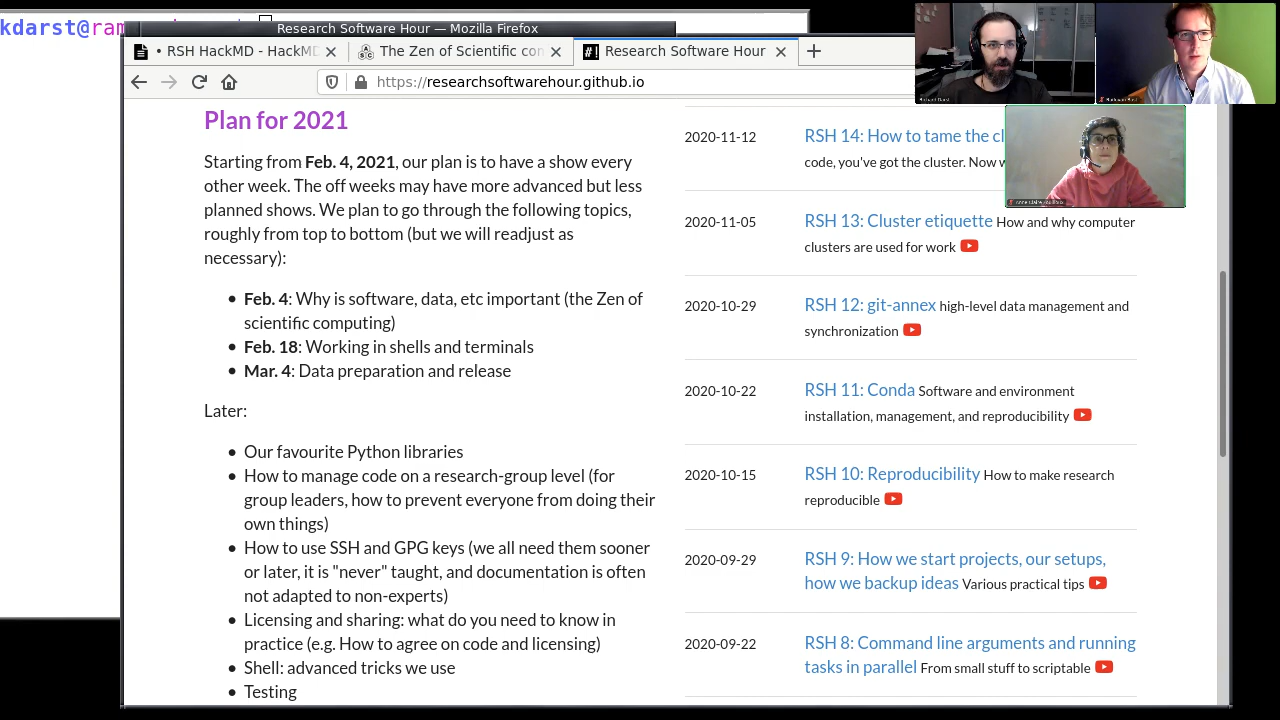 kdarst@ram
Research Software Hour — Mozilla Firefox
• RSH HackMD - HackMD
The Zen of Scientific con
Research Software Hour
https://researchsoftwarehour.github.io
Plan for 2021
Starting from Feb. 4, 2021, our plan is to have a show every
other week. The off weeks may have more advanced but less
planned shows. We plan to go through the following topics,
roughly from top to bottom (but we will readjust as
necessary):
• Feb. 4: Why is software, data, etc important (the Zen of
scientific computing)
• Feb. 18: Working in shells and terminals
• Mar. 4: Data preparation and release
Later:
• Our favourite Python libraries
• How to manage code on a research-group level (for
group leaders, how to prevent everyone from doing their
own things)
• How to use SSH and GPG keys (we all need them sooner
or later, it is "never" taught, and documentation is often
not adapted to non-experts)
• Licensing and sharing: what do you need to know in
practice (e.g. How to agree on code and licensing)
• Shell: advanced tricks we use
• Testing
2020-11-12 RSH 14: How to tame the cl
code, you've got the cluster. Now w
2020-11-05 RSH 13: Cluster etiquette How and why computer
clusters are used for work
2020-10-29 RSH 12: git-annex high-level data management and
synchronization
2020-10-22 RSH 11: Conda Software and environment
installation, management, and reproducibility
2020-10-15 RSH 10: Reproducibility How to make research
reproducible
2020-09-29 RSH 9: How we start projects, our setups,
how we backup ideas Various practical tips
2020-09-22 RSH 8: Command line arguments and running
tasks in parallel From small stuff to scriptable